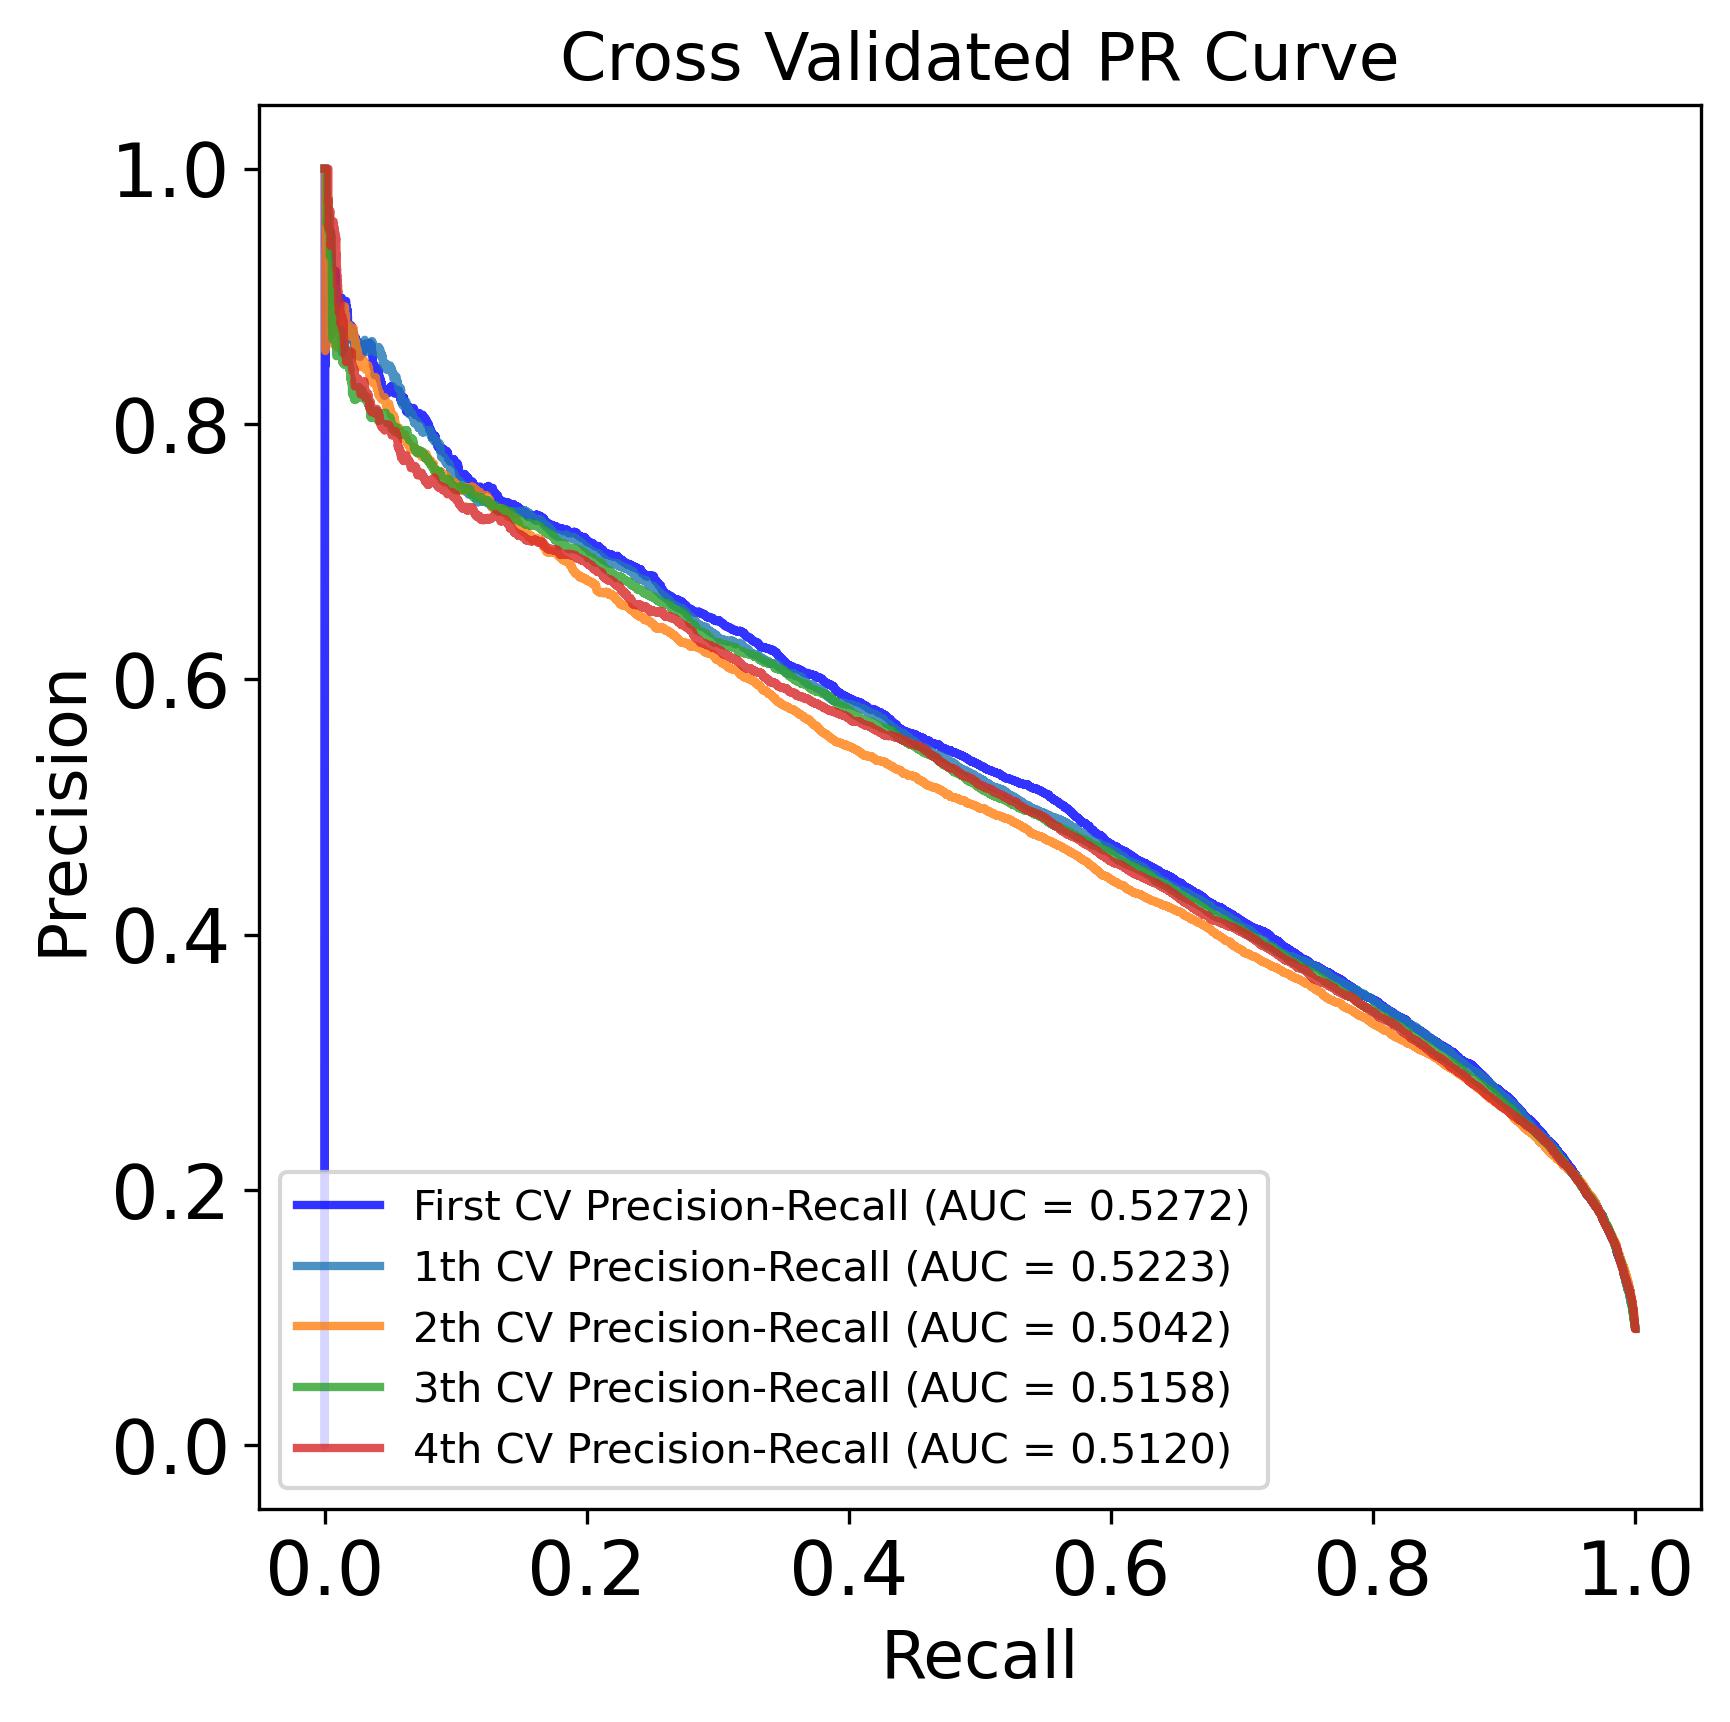 Cross Validated PR Curve
1.0
0.8
0.6
0.4
0.2
0.0
Precision
First CV Precision-Recall (AUC = 0.5272)
1th CV Precision-Recall (AUC = 0.5223)
2th CV Precision-Recall (AUC = 0.5042)
3th CV Precision-Recall (AUC = 0.5158)
4th CV Precision-Recall (AUC = 0.5120)
0.0 0.2 0.4 0.6 0.8 1.0
Recall